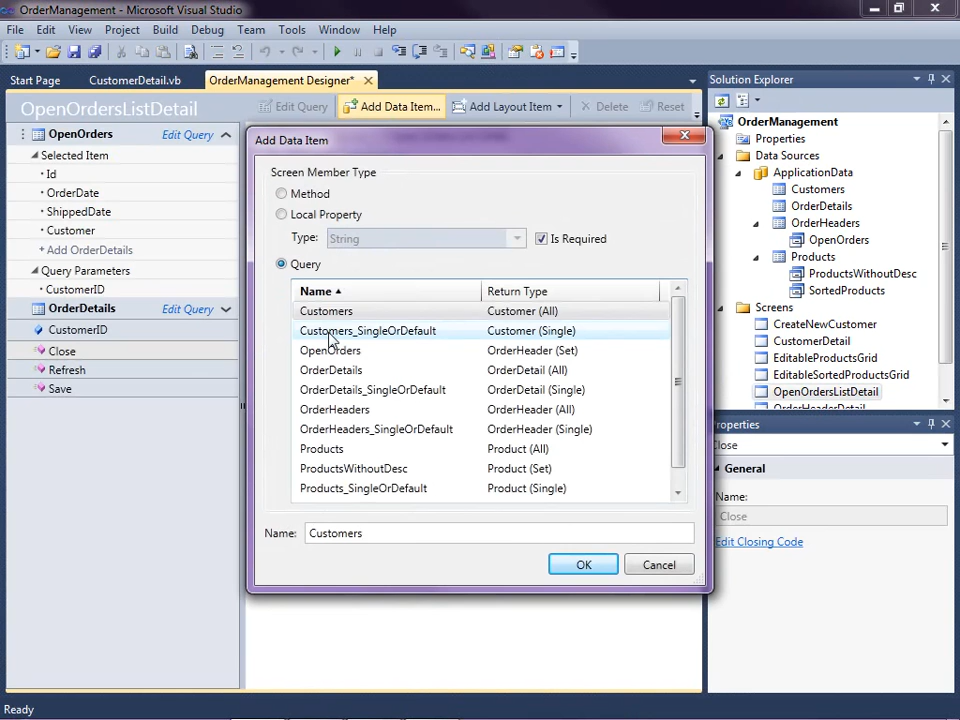 OrderManagement - Microsoft Visual Studio
File Edit View Project Build Debug Team Tools Window Help
Start Page CustomerDetail.vb OrderManagement Designer*
OpenOrdersListDetail
Edit Query Add Data Item... Add Layout Item Delete Reset
OpenOrders Edit Query
Selected Item
Id
OrderDate
ShippedDate
Customer
Add OrderDetails
Query Parameters
CustomerID
OrderDetails Edit Query
CustomerID
Close
Refresh
Save
Add Data Item
Screen Member Type
Method
Local Property
Type: String Is Required
Query
Name Return Type
Customers Customer (All)
Customers_SingleOrDefault Customer (Single)
OpenOrders OrderHeader (Set)
OrderDetails OrderDetail (All)
OrderDetails_SingleOrDefault OrderDetail (Single)
OrderHeaders OrderHeader (All)
OrderHeaders_SingleOrDefault OrderHeader (Single)
Products Product (All)
ProductsWithoutDesc Product (Set)
Products_SingleOrDefault Product (Single)
Name: Customers
OK Cancel
Solution Explorer
OrderManagement
Properties
Data Sources
ApplicationData
Customers
OrderDetails
OrderHeaders
OpenOrders
Products
ProductsWithoutDesc
SortedProducts
Screens
CreateNewCustomer
CustomerDetail
EditableProductsGrid
EditableSortedProductsGrid
OpenOrdersListDetail
OrderHeaderDetail
Properties
Close
General
Name:
Close
Edit Closing Code
Ready